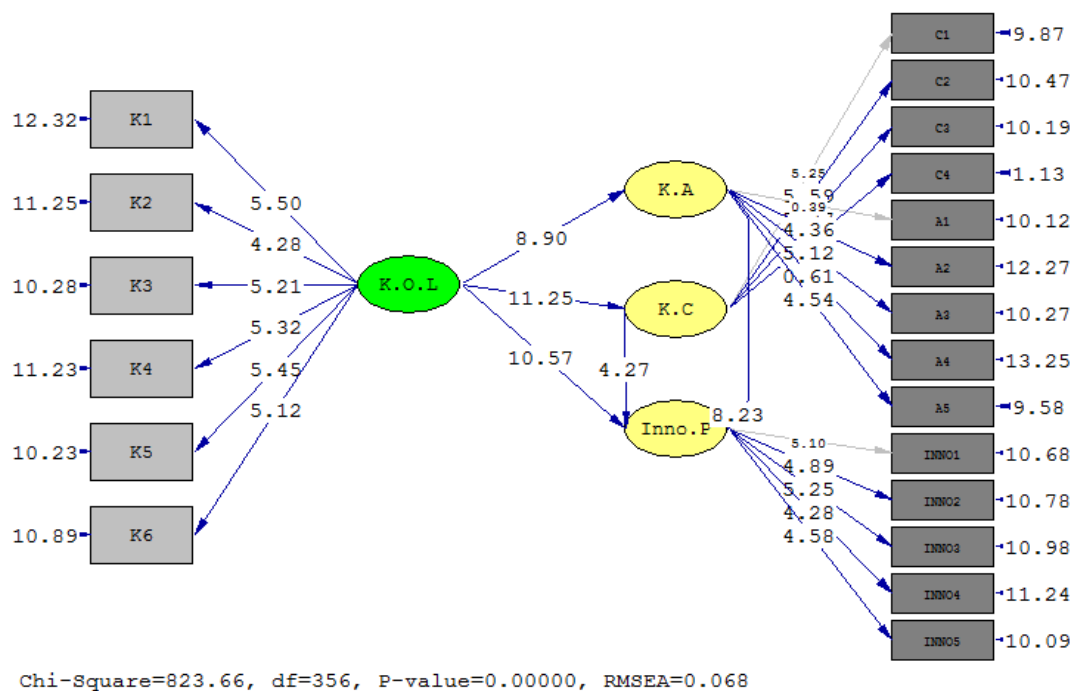 C1 9.87
C2 10.47
12.32 K1
C3 10.19
C4 1.13
5.25
K.A
5.59
11.25 K2
5.50
0.39
A1 10.12
4.36
8.90
4.28
5.12
A2 12.27
10.28 K3
5.21
K.O.L
0.61
11.25
4.54
K.C
A3 10.27
5.32
11.23 K4
10.57
4.27
A4 13.25
5.45
5.12
A5 9.58
8.23
Inno.P
10.23 K5
5.10
INNO1 10.68
4.89
5.25
INNO2 10.78
4.28
10.89 K6
4.58
INNO3 10.98
INNO4 11.24
INNO5 10.09
Chi-Square=823.66, df=356, P-value=0.00000, RMSEA=0.068